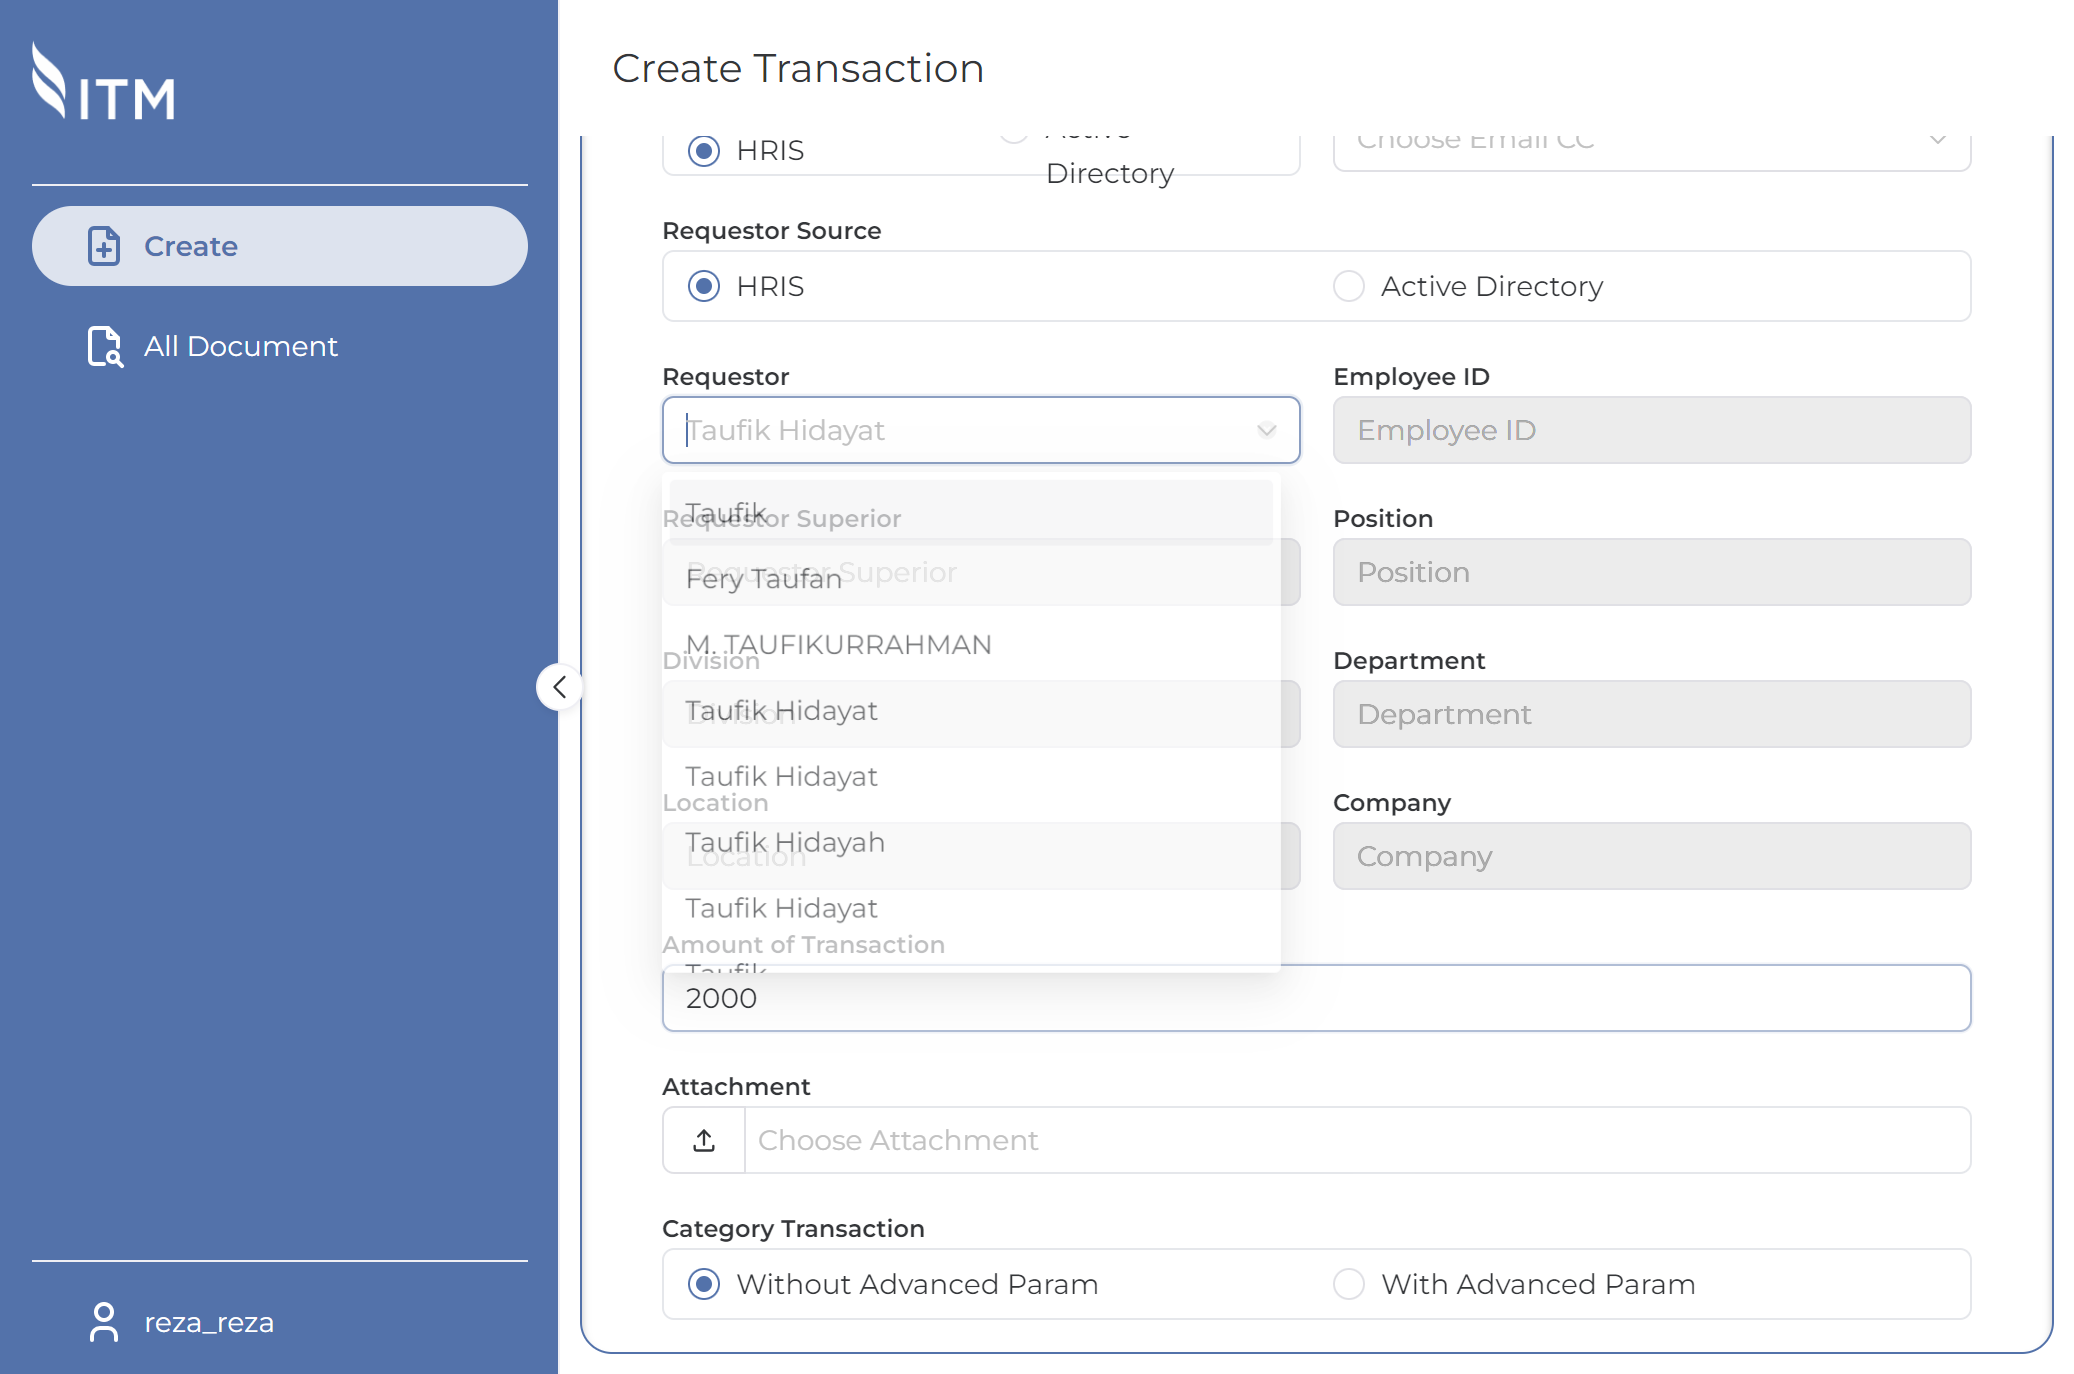 ITM
Create
All Document
reza_reza
Create Transaction
HRIS
Active
Directory
Choose Email CC
Requestor Source
HRIS
Active Directory
Requestor
Employee ID
Taufik Hidayat
Employee ID
Taufik
Requestor Superior
Position
Requestor Superior
Fery Taufan
Position
M. TAUFIKURRAHMAN
Division
Department
Taufik Hidayat
Division
Department
Taufik Hidayat
Location
Company
Taufik Hidayah
Location
Company
Taufik Hidayat
Amount of Transaction
Taufik
2000
Attachment
Choose Attachment
Category Transaction
Without Advanced Param
With Advanced Param